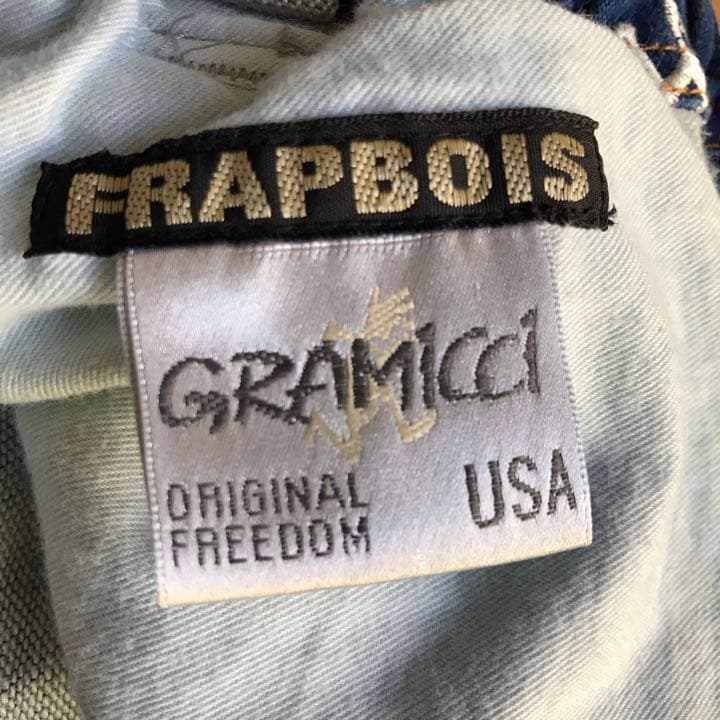 FRAPBOIS
GRAMICCI
ORIGINAL
FREEDOM
USA